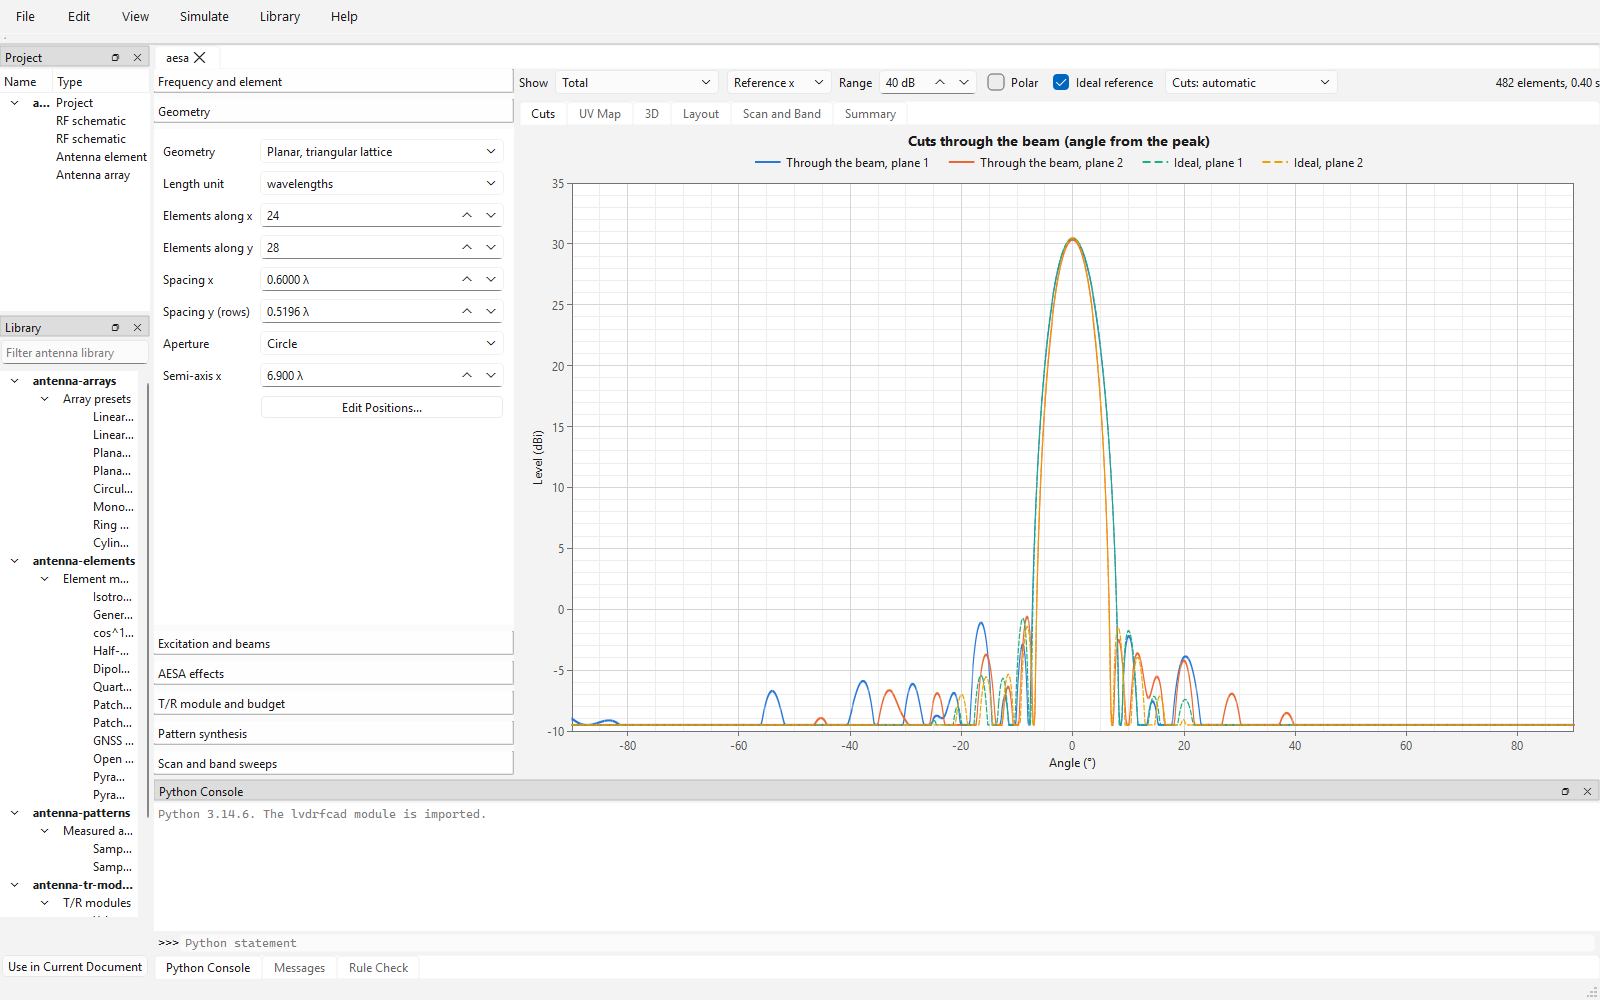 File Edit View Simulate Library Help
Project
Name Type
a... Project
RF schematic
RF schematic
Antenna element
Antenna array
Library
Filter antenna library
antenna-arrays
Array presets
Linear...
Linear...
Plana...
Plana...
Circul...
Mono...
Ring ...
Cylin...
antenna-elements
Element m...
Isotro...
Gener...
cos^1...
Half-...
Dipol...
Quart...
Patch...
Patch...
GNSS ...
Open ...
Pyra...
Pyra...
antenna-patterns
Measured a...
Samp...
Samp...
antenna-tr-mod...
T/R modules
Use in Current Document
aesa
Frequency and element
Geometry
Geometry Planar, triangular lattice
Length unit wavelengths
Elements along x 24
Elements along y 28
Spacing x 0.6000 λ
Spacing y (rows) 0.5196 λ
Aperture Circle
Semi-axis x 6.900 λ
Edit Positions...
Excitation and beams
AESA effects
T/R module and budget
Pattern synthesis
Scan and band sweeps
Show Total Reference x Range 40 dB Polar Ideal reference Cuts: automatic 482 elements, 0.40 s
Cuts UV Map 3D Layout Scan and Band Summary
Cuts through the beam (angle from the peak)
Through the beam, plane 1 Through the beam, plane 2 Ideal, plane 1 Ideal, plane 2
35
30
25
20
15
10
5
0
-5
-10
Level (dBi)
-80 -60 -40 -20 0 20 40 60 80
Angle (°)
Python Console
Python 3.14.6. The lvdrfcad module is imported.
>>> Python statement
Python Console Messages Rule Check